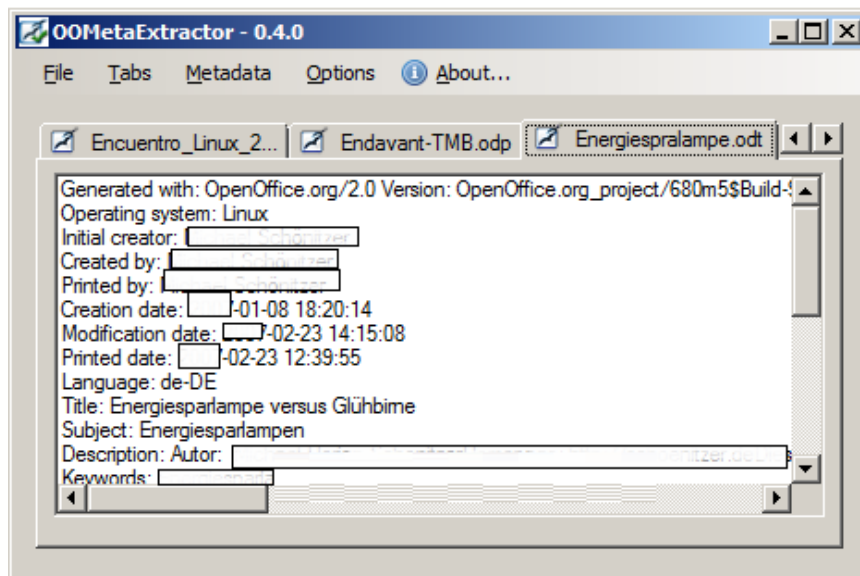 OOMetaExtractor - 0.4.0
File Tabs Metadata Options About...
Encuentro_Linux_2... Endavant-TMB.odp Energiespralampe.odt
Generated with: OpenOffice.org/2.0 Version: OpenOffice.org_project/680m5$Build-
Operating system: Linux
Initial creator:
Created by:
Printed by:
Creation date: -01-08 18:20:14
Modification date: -02-23 14:15:08
Printed date: -02-23 12:39:55
Language: de-DE
Title: Energiesparlampe versus Glühbirne
Subject: Energiesparlampen
Description: Autor:
Keywords: